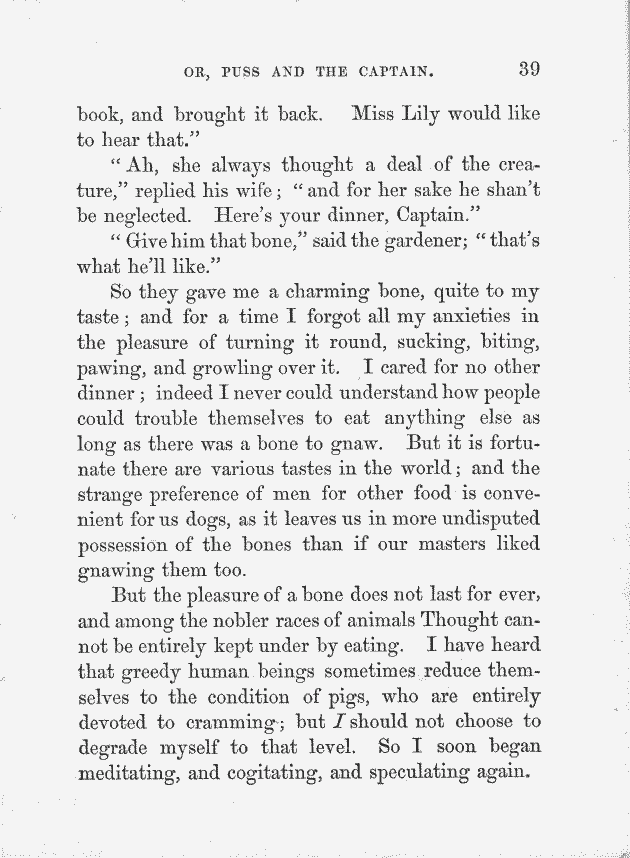 OR, PUSS AND THE CAPTAIN. 39
book, and brought it back. Miss Lily would like
to hear that.”
“ Ah, she always thought a deal of the crea-
ture,” replied his wife ; “ and for her sake he shan’t
be neglected. Here’s your dinner, Captain.”
“ Give him that bone,” said the gardener; “ that’s
what he’ll like.”
So they gave me a charming bone, quite to my
taste ; and for a time I forgot all my anxieties in
the pleasure of turning it round, sucking, biting,
pawing, and growling over it. I cared for no other
dinner ; indeed I never could understand how people
could trouble themselves to eat anything else as
long as there was a bone to gnaw. But it is fortu-
nate there are various tastes in the world ; and the
strange preference of men for other food is conve-
nient for us dogs, as it leaves us in more undisputed
possession of the bones than if our masters liked
gnawing them too.
But the pleasure of a bone does not last for ever,
and among the nobler races of animals Thought can-
not be entirely kept under by eating. I have heard
that greedy human beings sometimes reduce them-
selves to the condition of pigs, who are entirely
devoted to cramming ; but I should not choose to
degrade myself to that level. So I soon began
meditating, and cogitating, and speculating again.